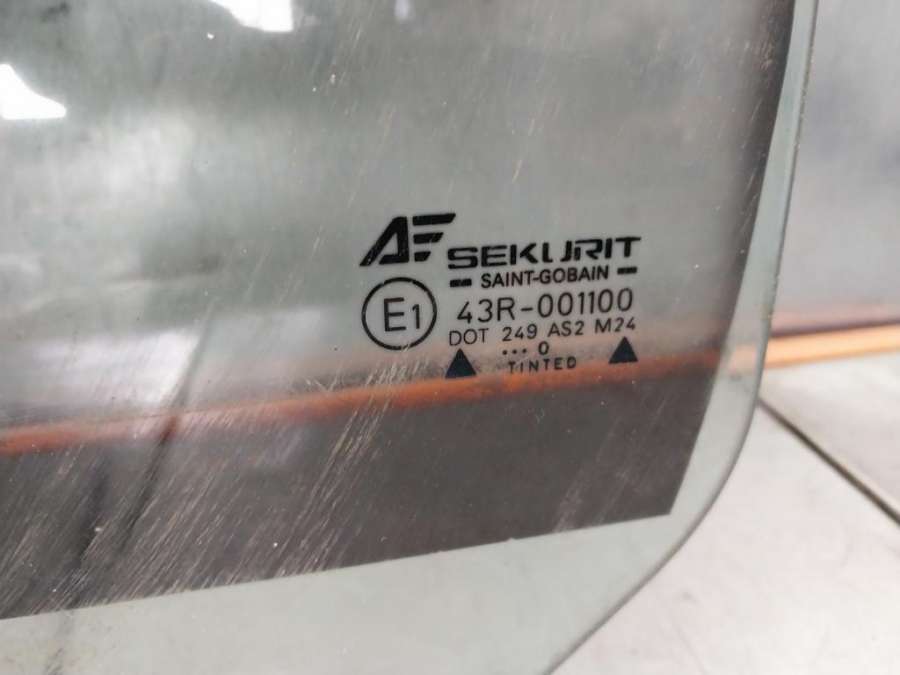 AF SEKURIT
SAINT-GOBAIN
E1 43R-001100
DOT 249 AS2 M24
... 0
TINTED